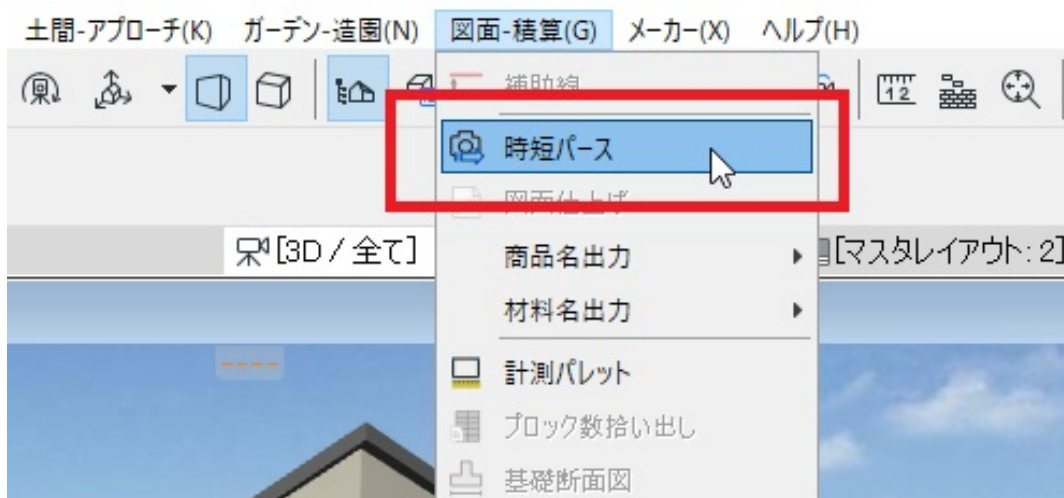 土間-アプローチ(K) ガーデン-造園(N) 図面-積算(G) メーカー(X) ヘルプ(H)
12
補助線
時短パース
図面仕上げ
[3D / 全て] [マスタレイアウト: 2]
商品名出力
材料名出力
計測パレット
ブロック数拾い出し
基礎断面図